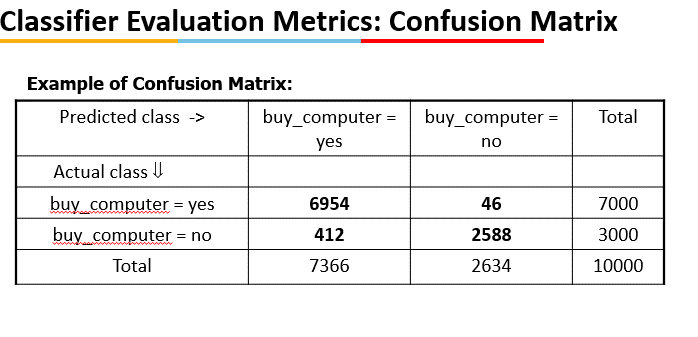 Classifier Evaluation Metrics: Confusion Matrix
Example of Confusion Matrix:
Predicted class -> buy_computer = yes buy_computer = no Total
Actual class ⇓
buy_computer = yes 6954 46 7000
buy_computer = no 412 2588 3000
Total 7366 2634 10000